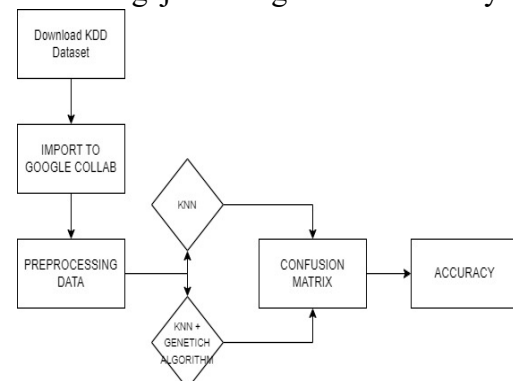 Download KDD
Dataset
IMPORT TO
GOOGLE COLLAB
KNN
PREPROCESSING
DATA
CONFUSION
MATRIX
ACCURACY
KNN +
GENETICH
ALGORITHM